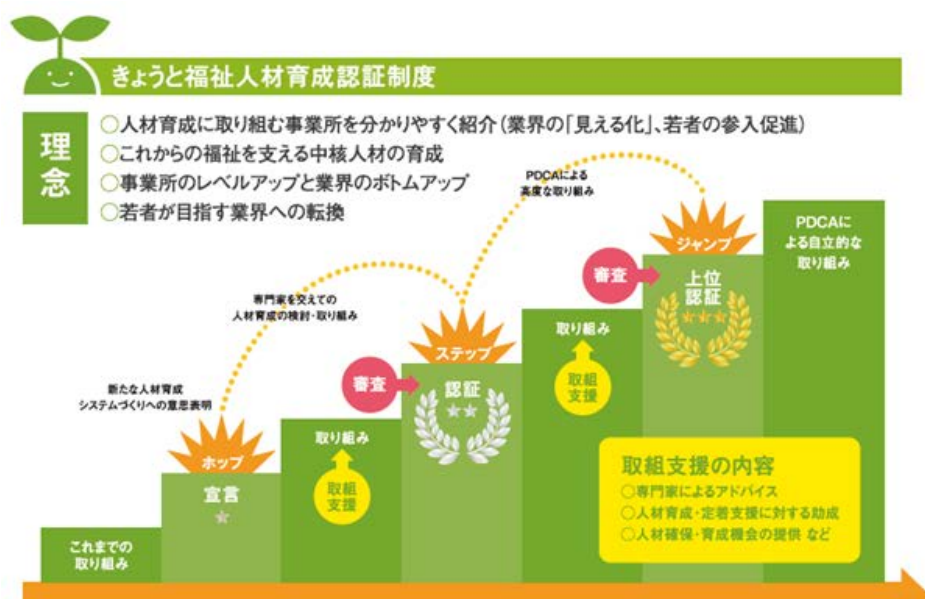 きょうと福祉人材育成認証制度
理念
○人材育成に取り組む事業所を分かりやすく紹介(業界の「見える化」、若者の参入促進)
○これからの福祉を支える中核人材の育成
○事業所のレベルアップと業界のボトムアップ
○若者が目指す業界への転換
これまでの
取り組み
新たな人材育成
システムづくりへの意思表明
ホップ
宣言
取り組み
取組
支援
専門家を交えての
人材育成の検討・取り組み
審査
ステップ
認証
取り組み
取組
支援
PDCAによる
高度な取り組み
審査
ジャンプ
上位
認証
PDCAに
よる自立的な
取り組み
取組支援の内容
○専門家によるアドバイス
○人材育成・定着支援に対する助成
○人材確保・育成機会の提供 など